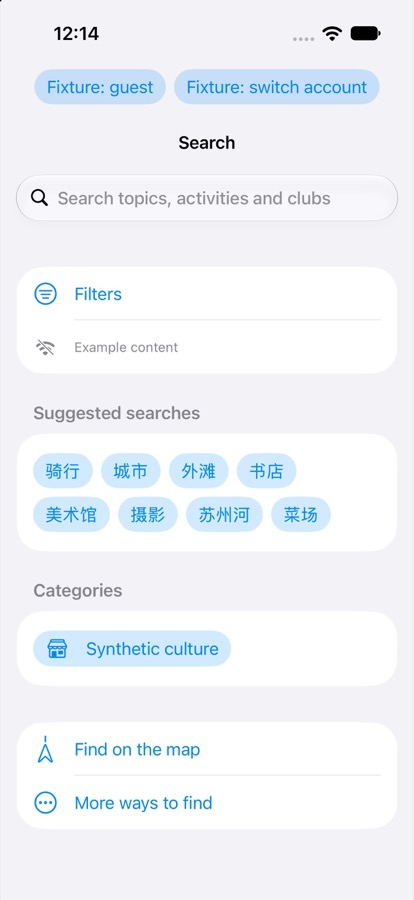 12:14
Fixture: guest
Fixture: switch account
Search
Search topics, activities and clubs
Filters
Example content
Suggested searches
骑行 城市 外滩 书店
美术馆 摄影 苏州河 菜场
Categories
Synthetic culture
Find on the map
More ways to find